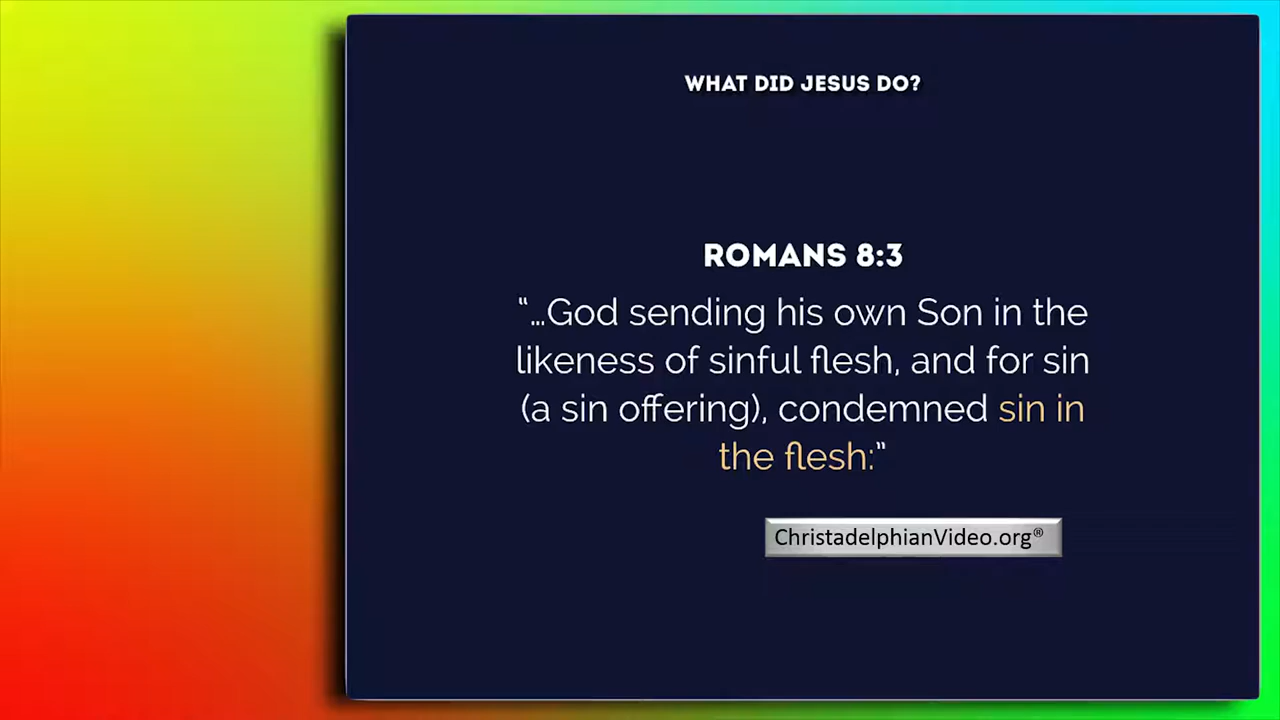 WHAT DID JESUS DO?
ROMANS 8:3
“...God sending his own Son in the
likeness of sinful flesh, and for sin
(a sin offering), condemned sin in
the flesh:”
ChristadelphianVideo.org®